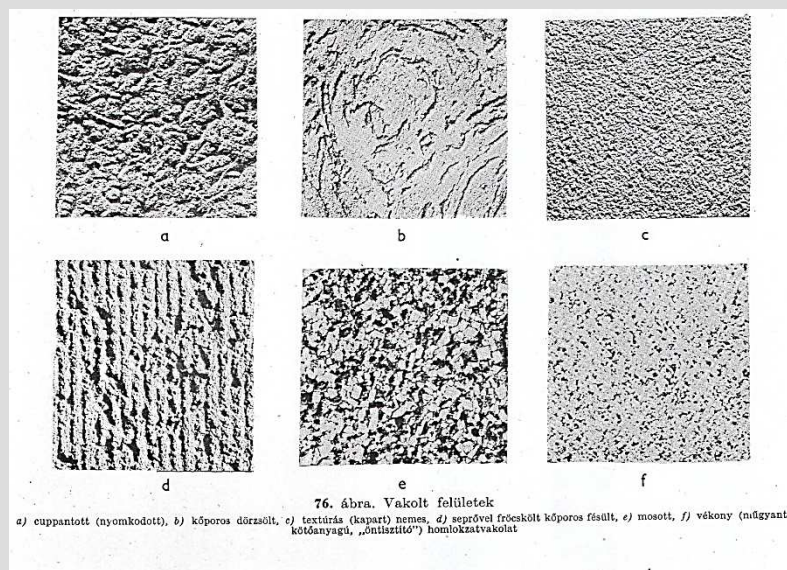 a b c
d e f
76. ábra. Vakolt felületek
a) cuppantott (nyomkodott), b) kőporos dörzsölt, c) textúrás (kapart) nemes, d) seprővel fröcskölt kőporos fésült, e) mosott, f) vékony (műgyant
kötőanyagú, „öntisztító”) homlokzatvakolat